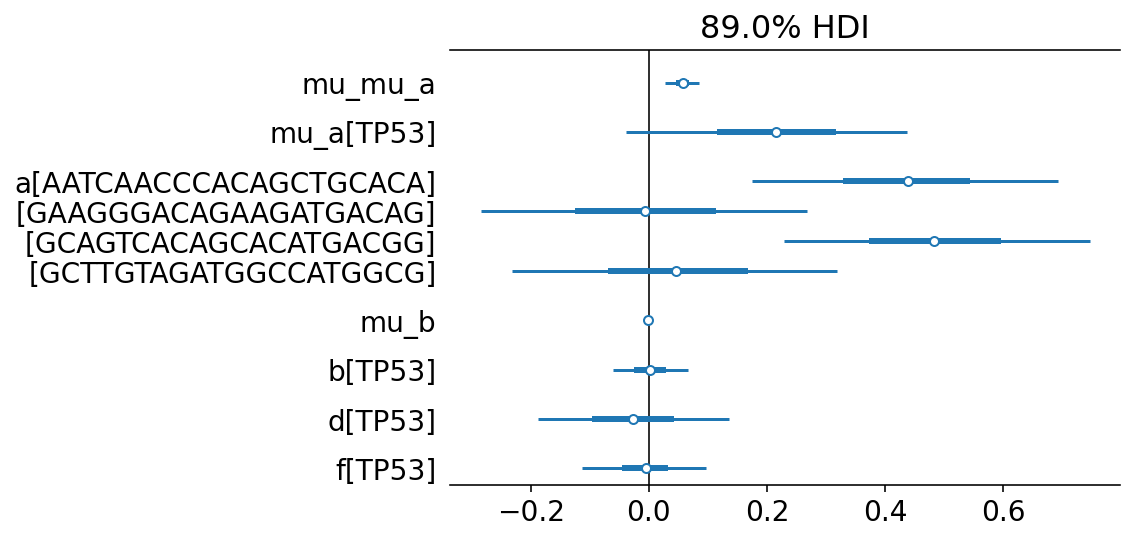 89.0% HDI
mu_mu_a
mu_a[TP53]
a[AATCAACCCACAGCTGCACA]
[GAAGGGACAGAAGATGACAG]
[GCAGTCACAGCACATGACGG]
[GCTTGTAGATGGCCATGGCG]
mu_b
b[TP53]
d[TP53]
f[TP53]
−0.2 0.0 0.2 0.4 0.6